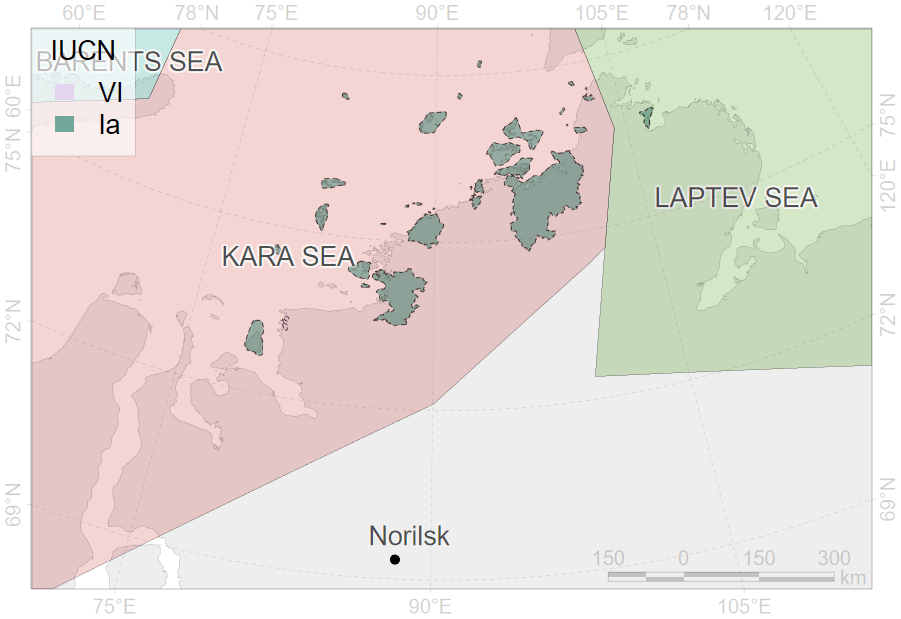 60°E 78°N 75°E 90°E 105°E 78°N 120°E
IUCN
BARENTS SEA
VI
Ia
60°E
75°N
75°N
120°E
LAPTEV SEA
KARA SEA
72°N
72°N
69°N
69°N
Norilsk
150 0 150 300
km
75°E 90°E 105°E